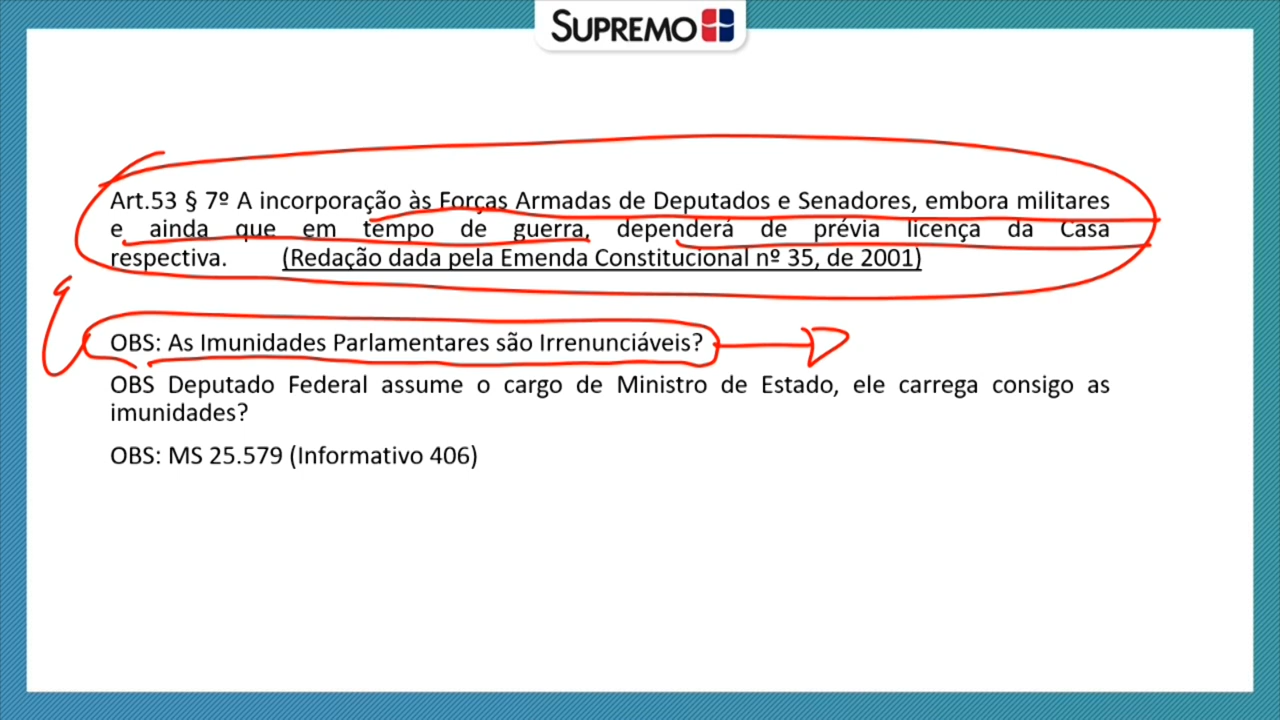 SUPREMO
Art.53 § 7º A incorporação às Forças Armadas de Deputados e Senadores, embora militares
e ainda que em tempo de guerra, dependerá de prévia licença da Casa
respectiva. (Redação dada pela Emenda Constitucional nº 35, de 2001)
OBS: As Imunidades Parlamentares são Irrenunciáveis?
OBS Deputado Federal assume o cargo de Ministro de Estado, ele carrega consigo as
imunidades?
OBS: MS 25.579 (Informativo 406)